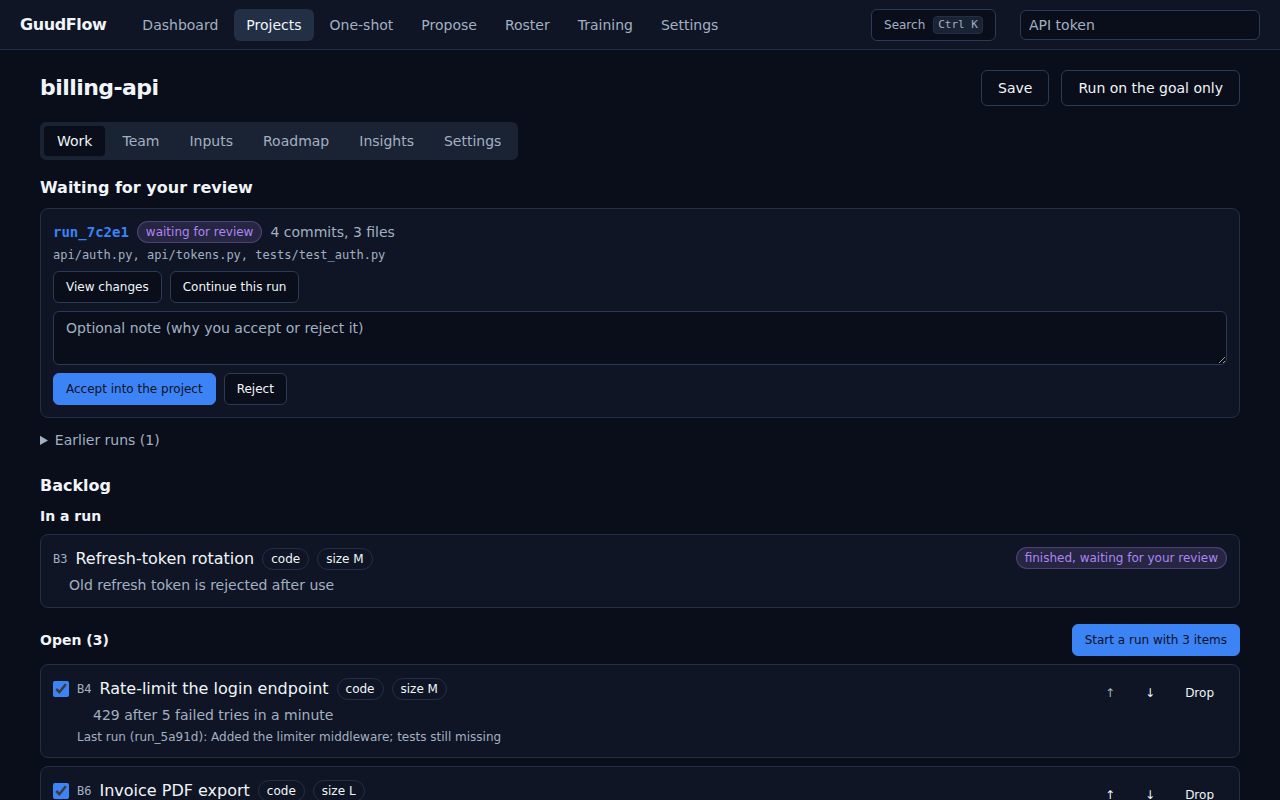 GuudFlow Dashboard Projects One-shot Propose Roster Training Settings Search Ctrl K API token
billing-api Save Run on the goal only
Work Team Inputs Roadmap Insights Settings
Waiting for your review
run_7c2e1 waiting for review 4 commits, 3 files
api/auth.py, api/tokens.py, tests/test_auth.py
View changes Continue this run
Optional note (why you accept or reject it)
Accept into the project Reject
▶ Earlier runs (1)
Backlog
In a run
B3 Refresh-token rotation code size M finished, waiting for your review
Old refresh token is rejected after use
Open (3) Start a run with 3 items
B4 Rate-limit the login endpoint code size M ↑ ↓ Drop
429 after 5 failed tries in a minute
Last run (run_5a91d): Added the limiter middleware; tests still missing
B6 Invoice PDF export code size L ↑ ↓ Drop